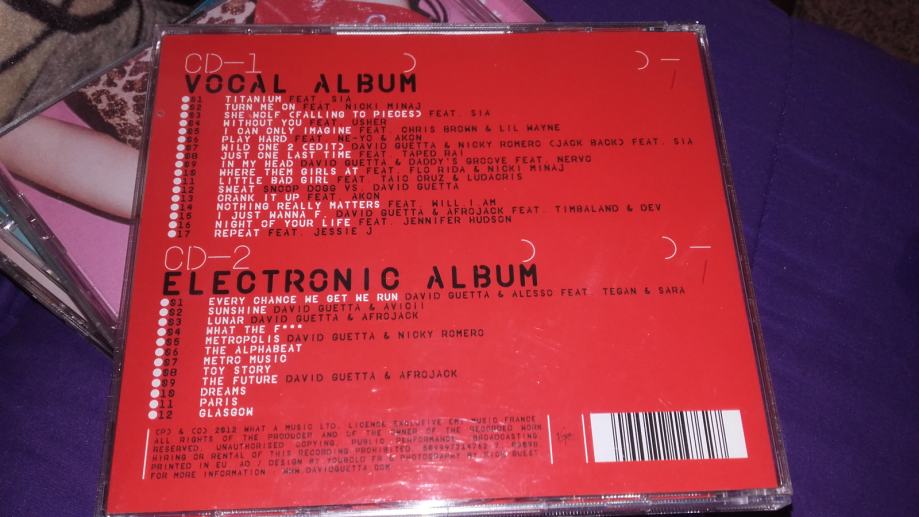 CD-1
VOCAL ALBUM
01 TITANIUM FEAT. SIA
02 TURN ME ON FEAT. NICKI MINAJ
03 SHE WOLF (FALLING TO PIECES) FEAT. SIA
04 WITHOUT YOU FEAT. USHER
05 I CAN ONLY IMAGINE FEAT. CHRIS BROWN & LIL WAYNE
06 PLAY HARD FEAT. NE-YO & AKON
07 WILD ONE 2 (EDIT) DAVID GUETTA & NICKY ROMERO (JACK BACK) FEAT. SIA
08 JUST ONE LAST TIME FEAT. TAPED RAI
09 IN MY HEAD DAVID GUETTA & DADDY'S GROOVE FEAT. NERVO
10 WHERE THEM GIRLS AT FEAT. FLO RIDA & NICKI MINAJ
11 LITTLE BAD GIRL FEAT. TAIO CRUZ & LUDACRIS
12 SWEAT SNOOP DOGG VS. DAVID GUETTA
13 CRANK IT UP FEAT. AKON
14 NOTHING REALLY MATTERS FEAT. WILL.I.AM
15 I JUST WANNA F. DAVID GUETTA & AFROJACK FEAT. TIMBALAND & DEV
16 NIGHT OF YOUR LIFE FEAT. JENNIFER HUDSON
17 REPEAT FEAT. JESSIE J
CD-2
ELECTRONIC ALBUM
01 EVERY CHANCE WE GET WE RUN DAVID GUETTA & ALESSO FEAT. TEGAN & SARA
02 SUNSHINE DAVID GUETTA & AVICII
03 LUNAR DAVID GUETTA & AFROJACK
04 WHAT THE F***
05 METROPOLIS DAVID GUETTA & NICKY ROMERO
06 THE ALPHABEAT
07 METRO MUSIC
08 TOY STORY
09 THE FUTURE DAVID GUETTA & AFROJACK
10 DREAMS
11 PARIS
12 GLASGOW
(P) & (C) 2012 WHAT A MUSIC LTD. LICENCE EXCLUSIVE EMI MUSIC FRANCE
ALL RIGHTS OF THE PRODUCER AND OF THE OWNER OF THE RECORDED WORK
RESERVED. UNAUTHORISED COPYING, PUBLIC PERFORMANCE, BROADCASTING,
HIRING OR RENTAL OF THIS RECORDING PROHIBITED.
PRINTED IN EU. AD / DESIGN BY YOUROLO FR & PHOTOGRAPHY BY GUEST
FOR MORE INFORMATION : WWW.DAVIDGUETTA.COM
Virgin